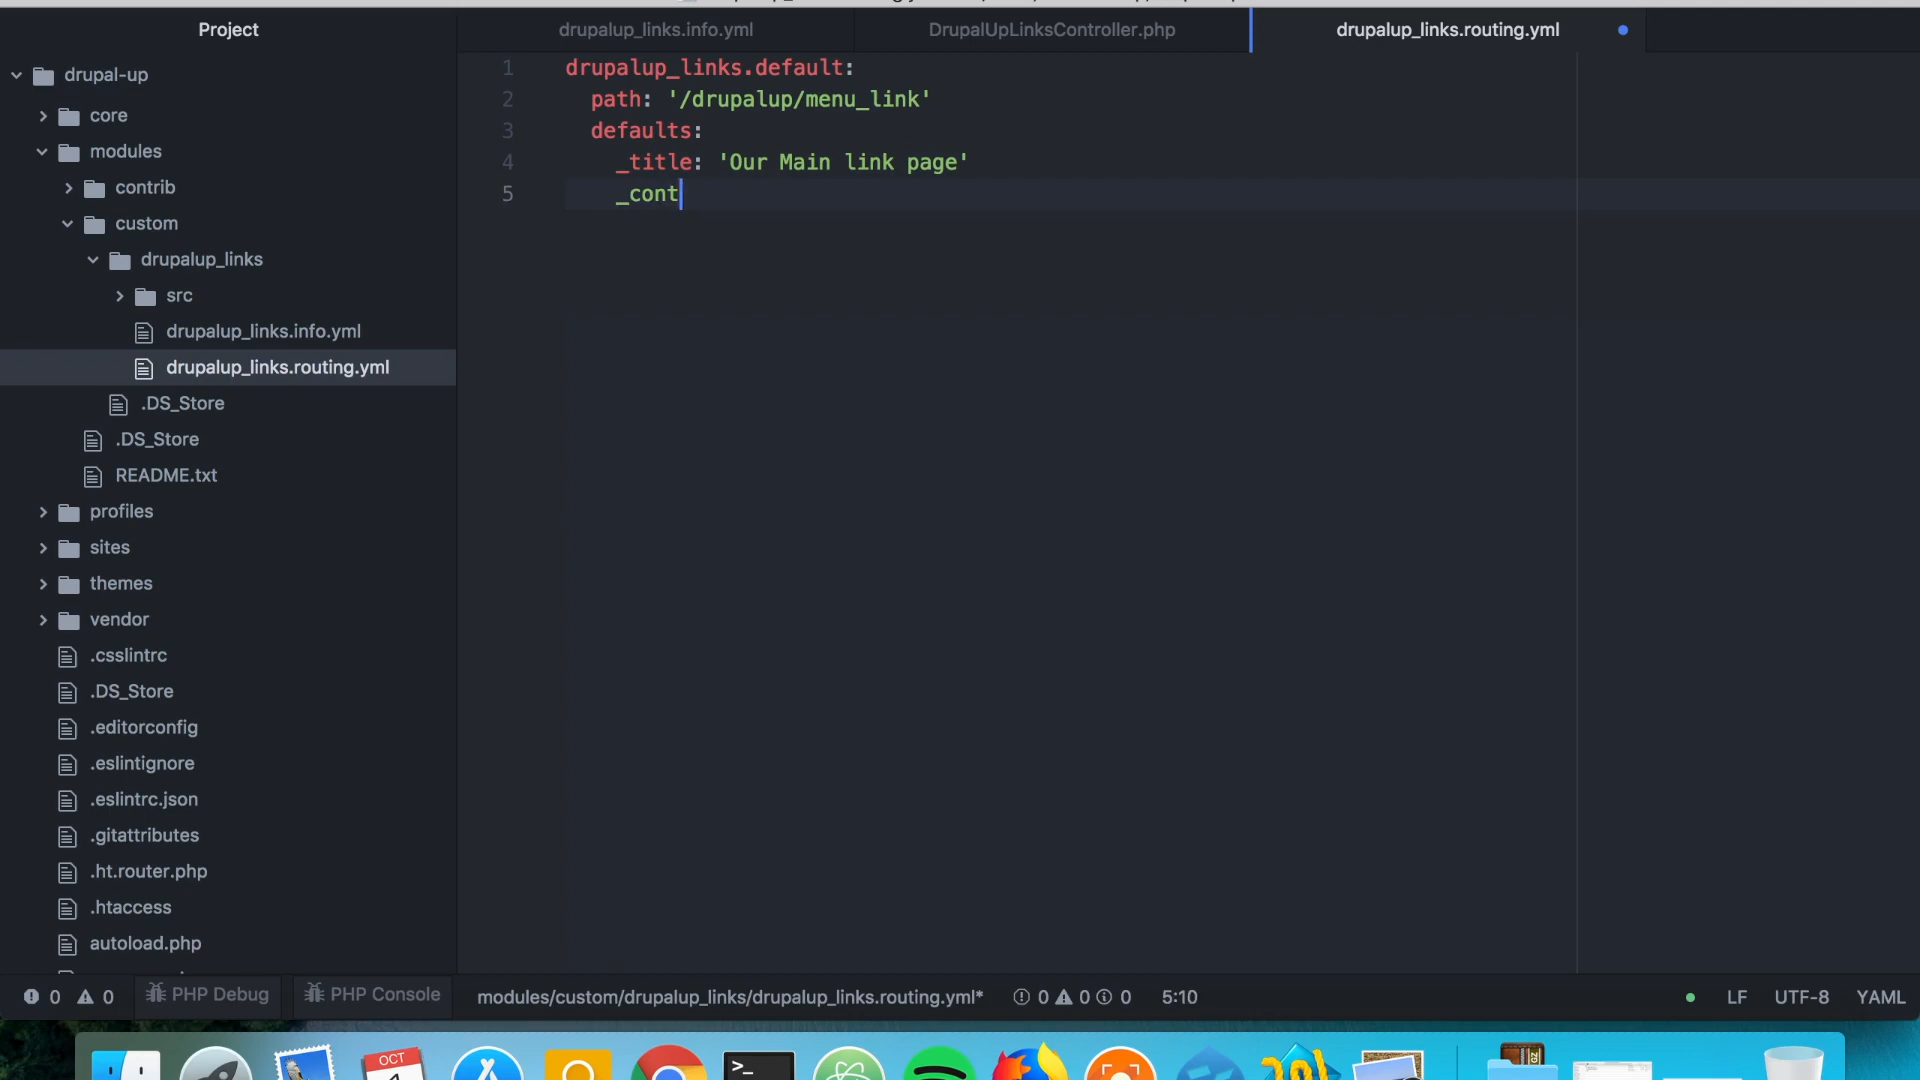 Project
drupalup_links.info.yml
DrupalUpLinksController.php
drupalup_links.routing.yml
drupal-up
core
modules
contrib
custom
drupalup_links
src
drupalup_links.info.yml
drupalup_links.routing.yml
.DS_Store
.DS_Store
README.txt
profiles
sites
themes
vendor
.csslintrc
.DS_Store
.editorconfig
.eslintignore
.eslintrc.json
.gitattributes
.ht.router.php
.htaccess
autoload.php
1 drupalup_links.default:
2 path: '/drupalup/menu_link'
3 defaults:
4 _title: 'Our Main link page'
5 _cont
0 0 PHP Debug PHP Console modules/custom/drupalup_links/drupalup_links.routing.yml* 0 0 0 5:10 LF UTF-8 YAML
OCT
>_